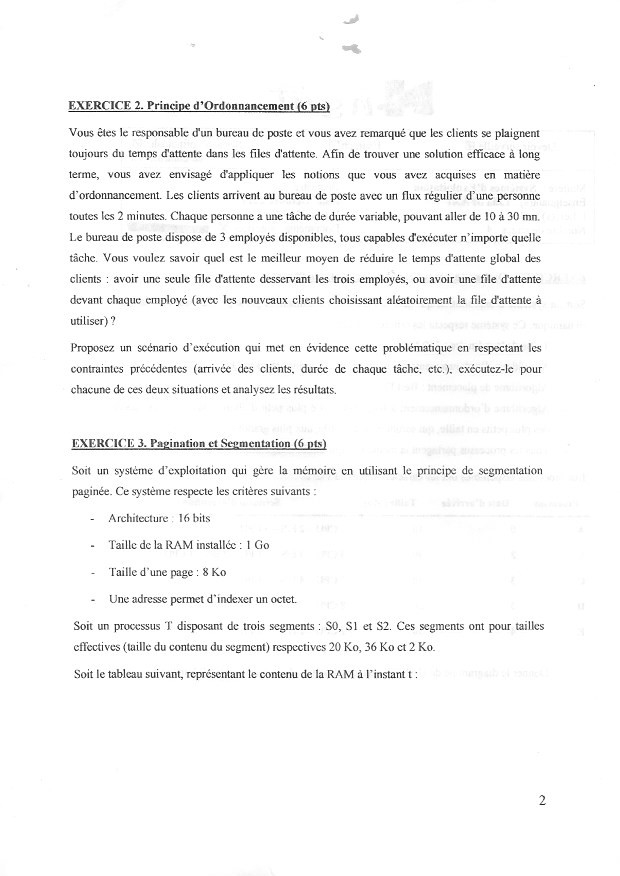 EXERCICE 2. Principe d'Ordonnancement (6 pts)
Vous êtes le responsable d'un bureau de poste et vous avez remarqué que les clients se plaignent
toujours du temps d'attente dans les files d'attente. Afin de trouver une solution efficace à long
terme, vous avez envisagé d'appliquer les notions que vous avez acquises en matière
d'ordonnancement. Les clients arrivent au bureau de poste avec un flux régulier d'une personne
toutes les 2 minutes. Chaque personne a une tâche de durée variable, pouvant aller de 10 à 30 mn.
Le bureau de poste dispose de 3 employés disponibles, tous capables d'exécuter n'importe quelle
tâche. Vous voulez savoir quel est le meilleur moyen de réduire le temps d'attente global des
clients : avoir une seule file d'attente desservant les trois employés, ou avoir une file d'attente
devant chaque employé (avec les nouveaux clients choisissant aléatoirement la file d'attente à
utiliser) ?
Proposez un scénario d'exécution qui met en évidence cette problématique en respectant les
contraintes précédentes (arrivée des clients, durée de chaque tâche, etc.), exécutez-le pour
chacune de ces deux situations et analysez les résultats.
EXERCICE 3. Pagination et Segmentation (6 pts)
Soit un système d'exploitation qui gère la mémoire en utilisant le principe de segmentation
paginée. Ce système respecte les critères suivants :
- Architecture : 16 bits
- Taille de la RAM installée : 1 Go
- Taille d'une page : 8 Ko
- Une adresse permet d'indexer un octet.
Soit un processus T disposant de trois segments : S0, S1 et S2. Ces segments ont pour tailles
effectives (taille du contenu du segment) respectives 20 Ko, 36 Ko et 2 Ko.
Soit le tableau suivant, représentant le contenu de la RAM à l'instant t :
2